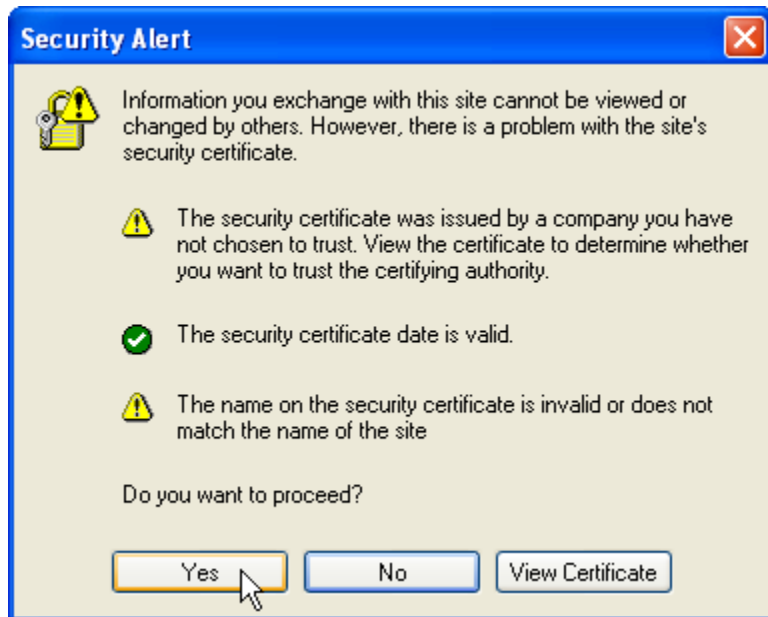 Security Alert
Information you exchange with this site cannot be viewed or
changed by others. However, there is a problem with the site's
security certificate.
The security certificate was issued by a company you have
not chosen to trust. View the certificate to determine whether
you want to trust the certifying authority.
The security certificate date is valid.
The name on the security certificate is invalid or does not
match the name of the site
Do you want to proceed?
Yes No View Certificate